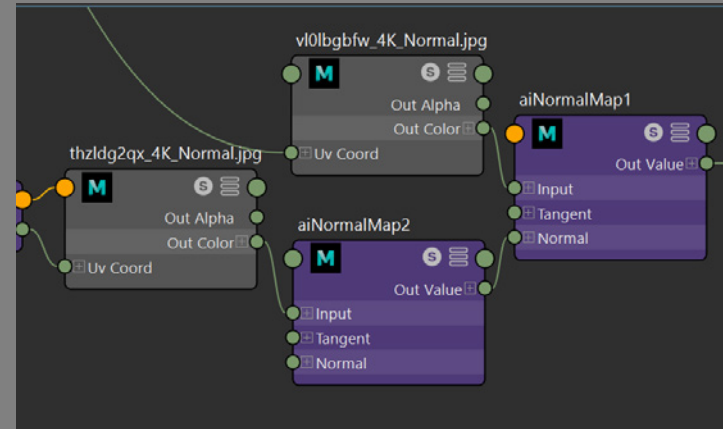 vl0lbgbfw_4K_Normal.jpg
M
S
Out Alpha
Out Color
Uv Coord
aiNormalMap1
M
S
Out Value
Input
Tangent
Normal
thzldg2qx_4K_Normal.jpg
M
S
Out Alpha
Out Color
Uv Coord
aiNormalMap2
M
S
Out Value
Input
Tangent
Normal